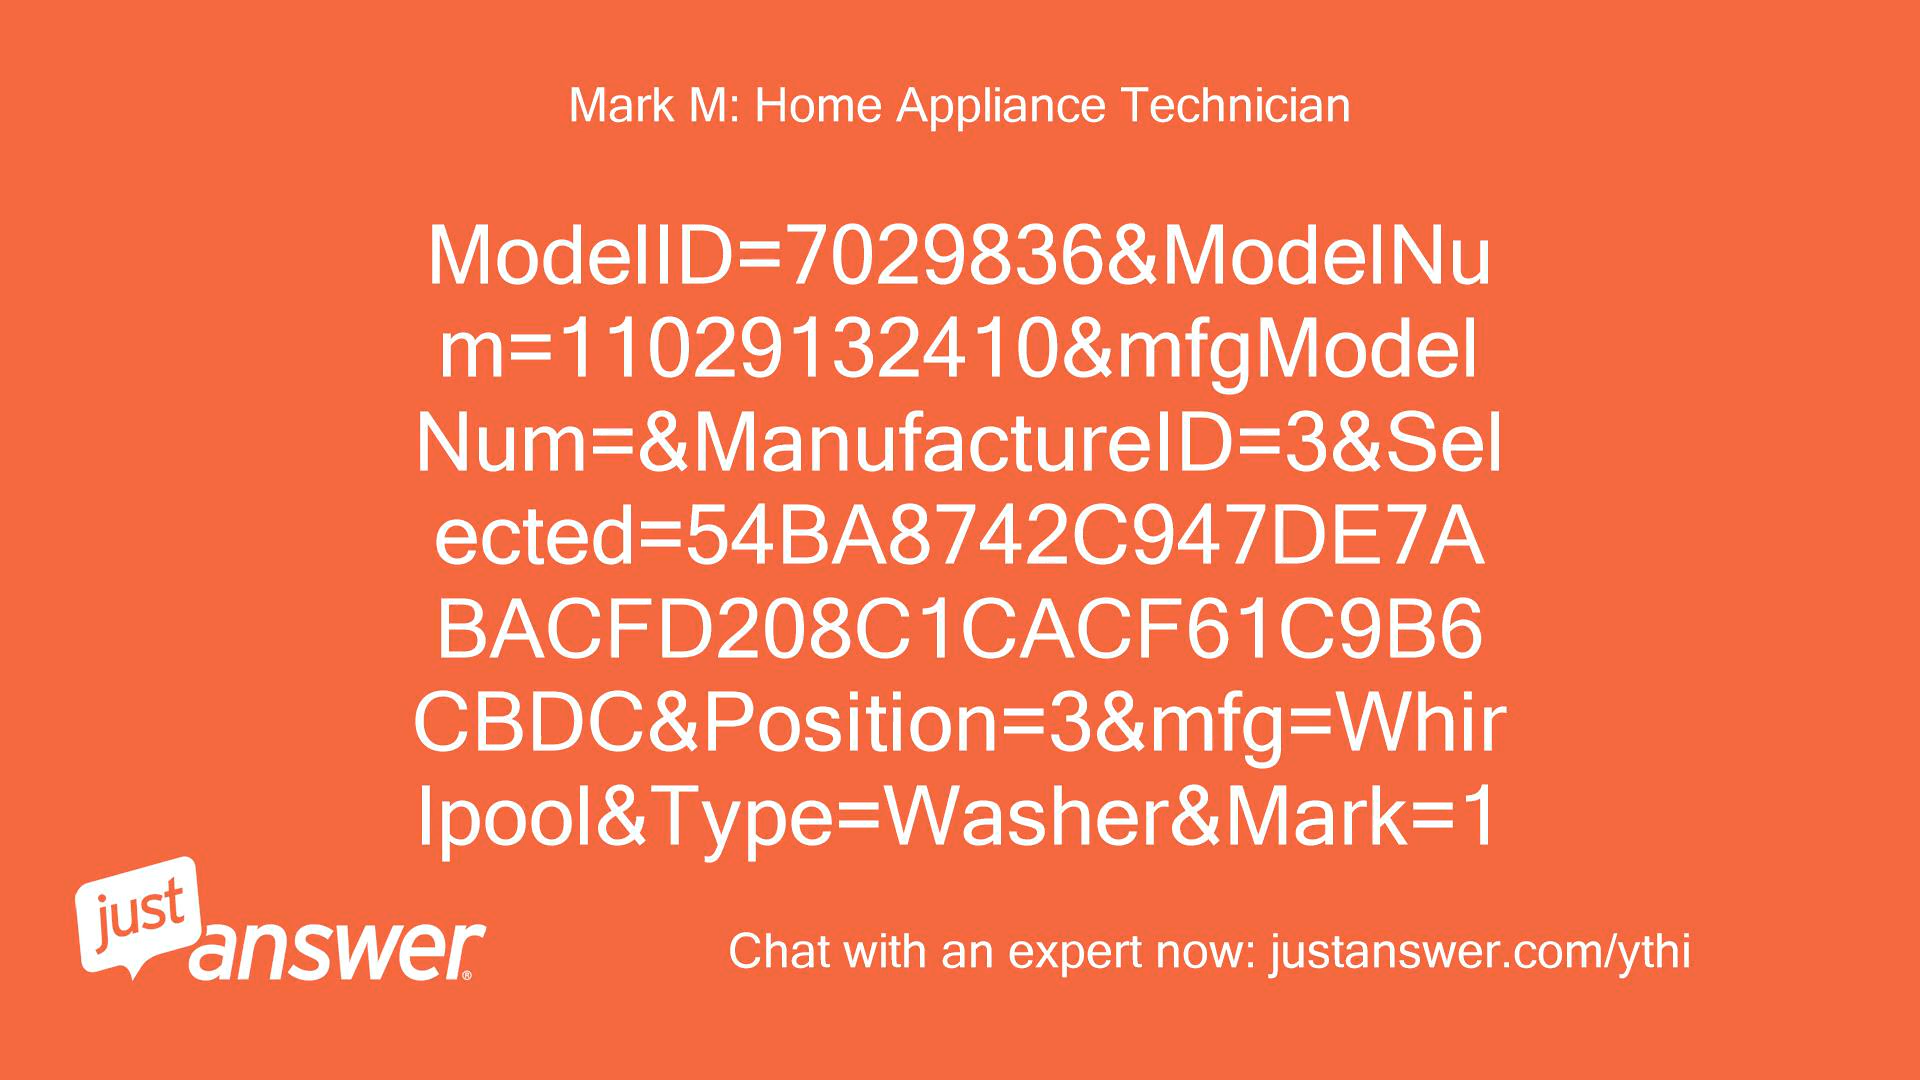 Mark M: Home Appliance Technician
ModelID=7029836&ModelNu
m=11029132410&mfgModel
Num=&ManufactureID=3&Sel
ected=54BA8742C947DE7A
BACFD208C1CACF61C9B6
CBDC&Position=3&mfg=Whir
lpool&Type=Washer&Mark=1
just
answer®
Chat with an expert now: justanswer.com/ythi